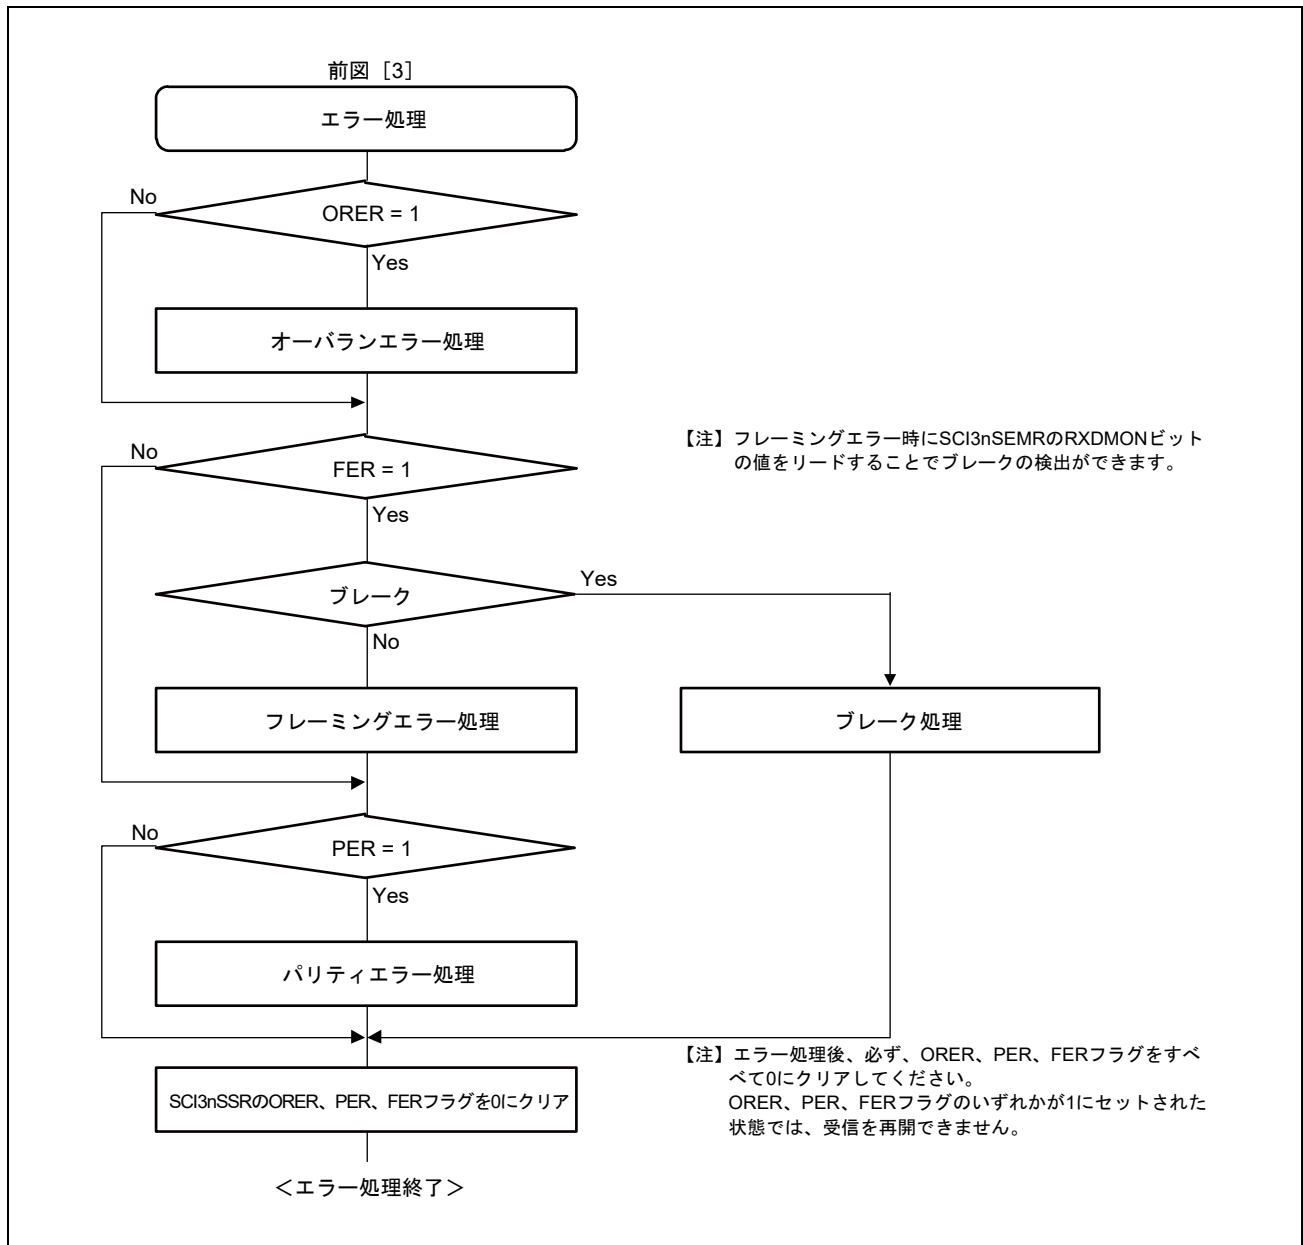 前図［3］
エラー処理
No
ORER = 1
Yes
オーバランエラー処理
【注】フレーミングエラー時にSCI3nSEMRのRXDMONビット
の値をリードすることでブレークの検出ができます。
No
FER = 1
Yes
ブレーク
Yes
No
フレーミングエラー処理
ブレーク処理
No
PER = 1
Yes
パリティエラー処理
【注】エラー処理後、必ず、ORER、PER、FERフラグをすべ
べて0にクリアしてください。
ORER、PER、FERフラグのいずれかが1にセットされた
状態では、受信を再開できません。
SCI3nSSRのORER、PER、FERフラグを0にクリア
＜エラー処理終了＞